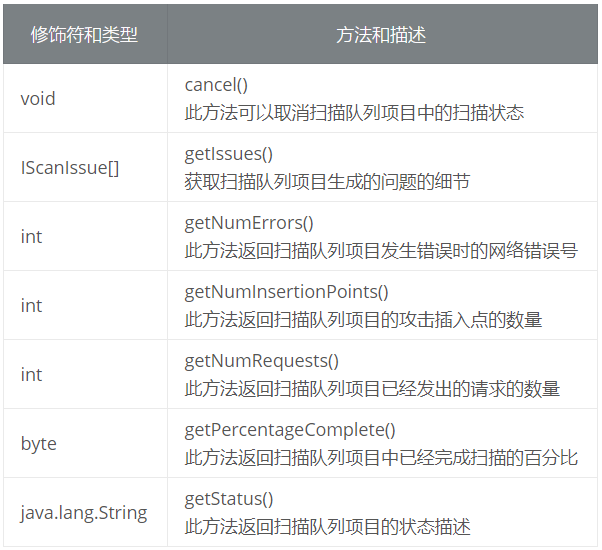 修饰符和类型 方法和描述
void
cancel()
此方法可以取消扫描队列项目中的扫描状态
IScanIssue[]
getIssues()
获取扫描队列项目生成的问题的细节
int
getNumErrors()
此方法返回扫描队列项目发生错误时的网络错误号
int
getNumInsertionPoints()
此方法返回扫描队列项目的攻击插入点的数量
int
getNumRequests()
此方法返回扫描队列项目已经发出的请求的数量
byte
getPercentageComplete()
此方法返回扫描队列项目中已经完成扫描的百分比
java.lang.String
getStatus()
此方法返回扫描队列项目的状态描述